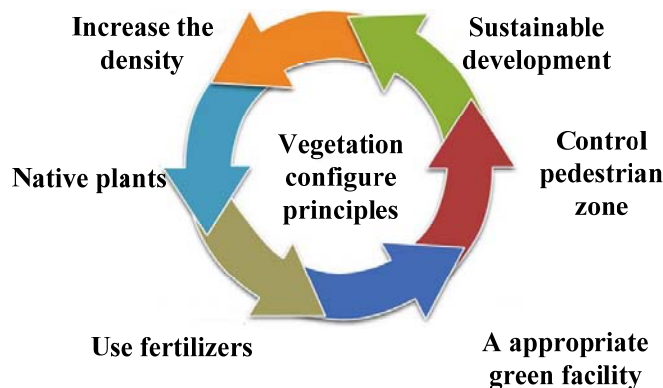 Increase the
density
Sustainable
development
Vegetation
configure
principles
Native plants
Control
pedestrian
zone
Use fertilizers
A appropriate
green facility